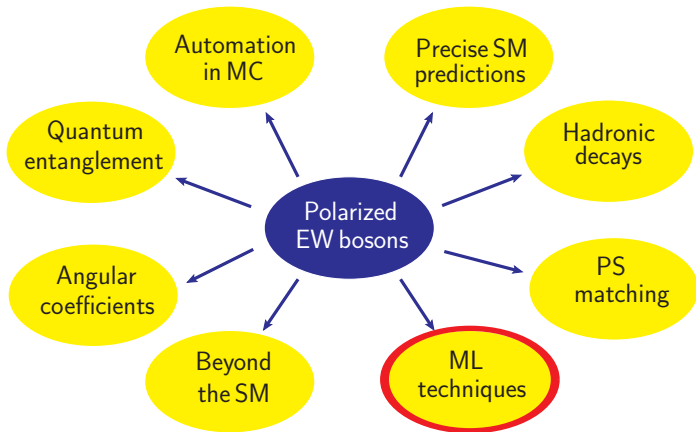 Automation
in MC
Precise SM
predictions
Quantum
entanglement
Hadronic
decays
Polarized
EW bosons
Angular
coefficients
PS
matching
Beyond
the SM
ML
techniques